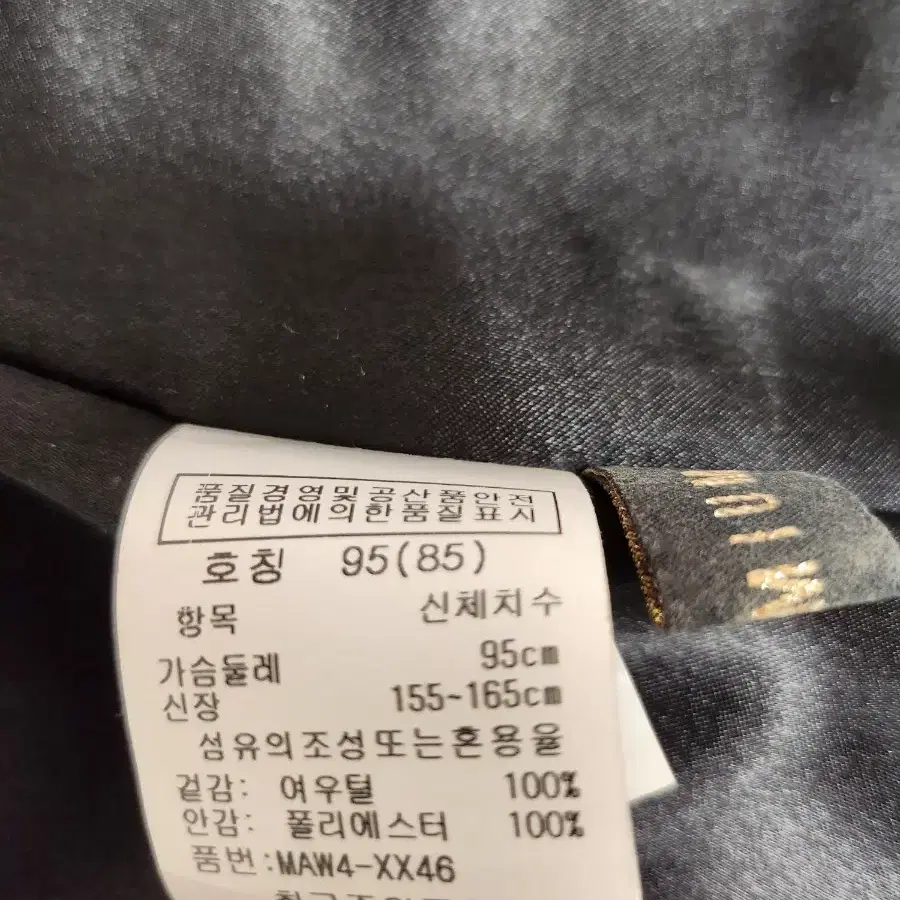 품질경영및공산품안전
관리법에의한품질표시
호칭 95(85)
항목 신체치수
가슴둘레 95cm
신장 155~165cm
섬유의조성또는혼용율
겉감: 여우털 100%
안감: 폴리에스터 100%
품번:MAW4-XX46